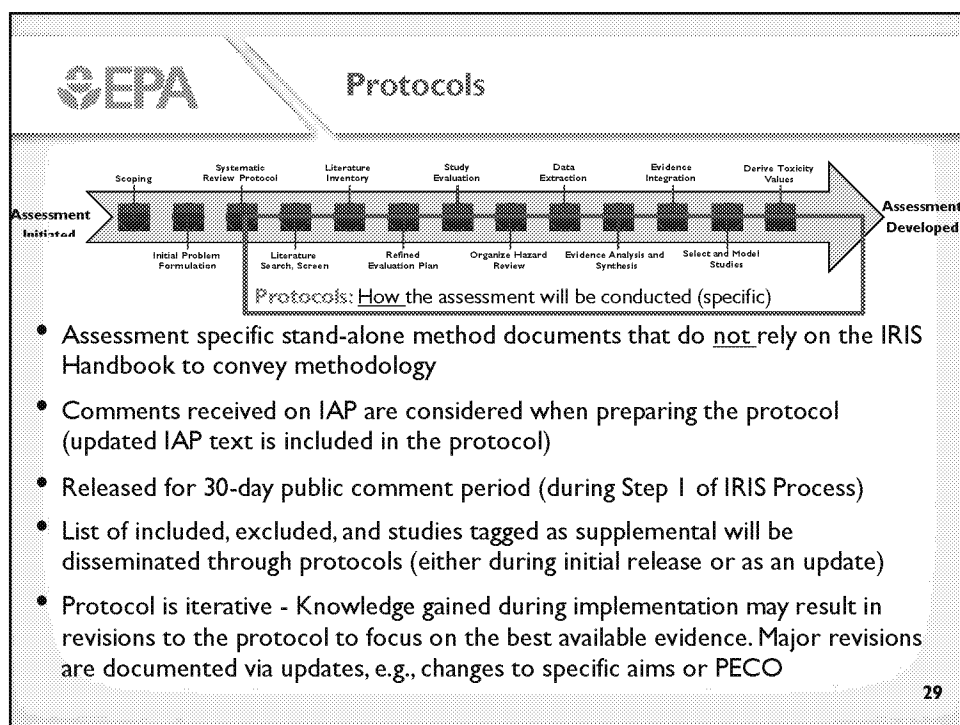 EPA
Protocols
Scoping
Systematic
Review Protocol
Literature
Inventory
Study
Evaluation
Data
Extraction
Evidence
Integration
Derive Toxicity
Values
Assessment
Initiated
Assessment
Developed
Initial Problem
Formulation
Literature
Search, Screen
Refined
Evaluation Plan
Organize Hazard
Review
Evidence Analysis and
Synthesis
Select and Model
Studies
Protocols: How the assessment will be conducted (specific)
• Assessment specific stand-alone method documents that do not rely on the IRIS
Handbook to convey methodology
• Comments received on IAP are considered when preparing the protocol
(updated IAP text is included in the protocol)
• Released for 30-day public comment period (during Step 1 of IRIS Process)
• List of included, excluded, and studies tagged as supplemental will be
disseminated through protocols (either during initial release or as an update)
• Protocol is iterative - Knowledge gained during implementation may result in
revisions to the protocol to focus on the best available evidence. Major revisions
are documented via updates, e.g., changes to specific aims or PECO
29